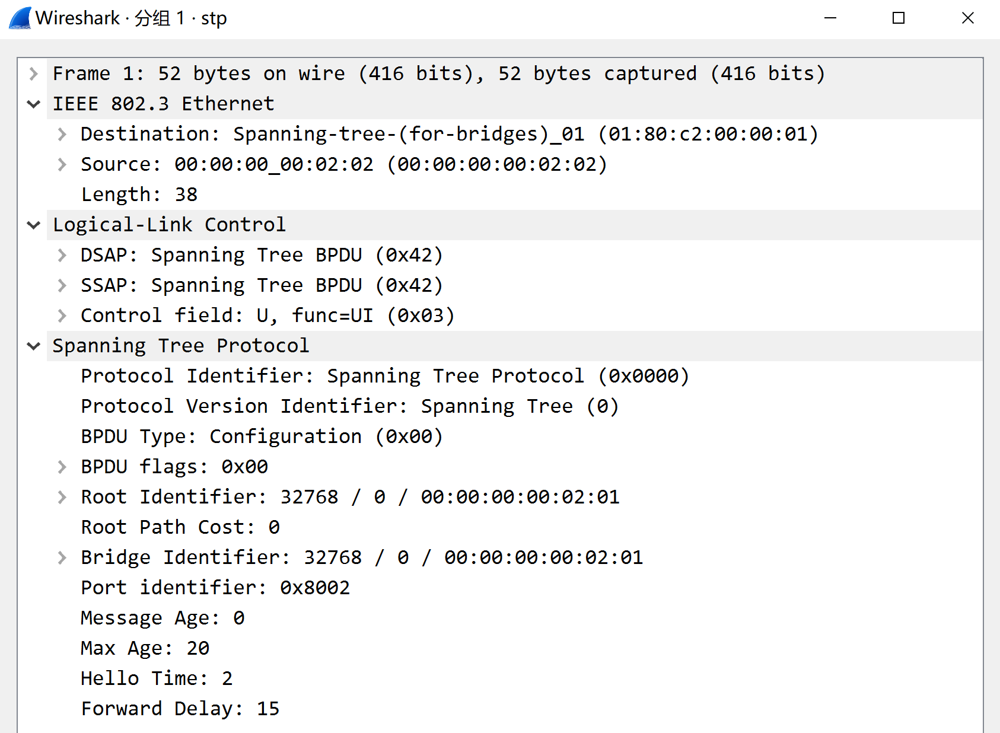 Wireshark · 分组 1 · stp
Frame 1: 52 bytes on wire (416 bits), 52 bytes captured (416 bits)
IEEE 802.3 Ethernet
Destination: Spanning-tree-(for-bridges)_01 (01:80:c2:00:00:01)
Source: 00:00:00_00:02:02 (00:00:00:00:02:02)
Length: 38
Logical-Link Control
DSAP: Spanning Tree BPDU (0x42)
SSAP: Spanning Tree BPDU (0x42)
Control field: U, func=UI (0x03)
Spanning Tree Protocol
Protocol Identifier: Spanning Tree Protocol (0x0000)
Protocol Version Identifier: Spanning Tree (0)
BPDU Type: Configuration (0x00)
BPDU flags: 0x00
Root Identifier: 32768 / 0 / 00:00:00:00:02:01
Root Path Cost: 0
Bridge Identifier: 32768 / 0 / 00:00:00:00:02:01
Port identifier: 0x8002
Message Age: 0
Max Age: 20
Hello Time: 2
Forward Delay: 15